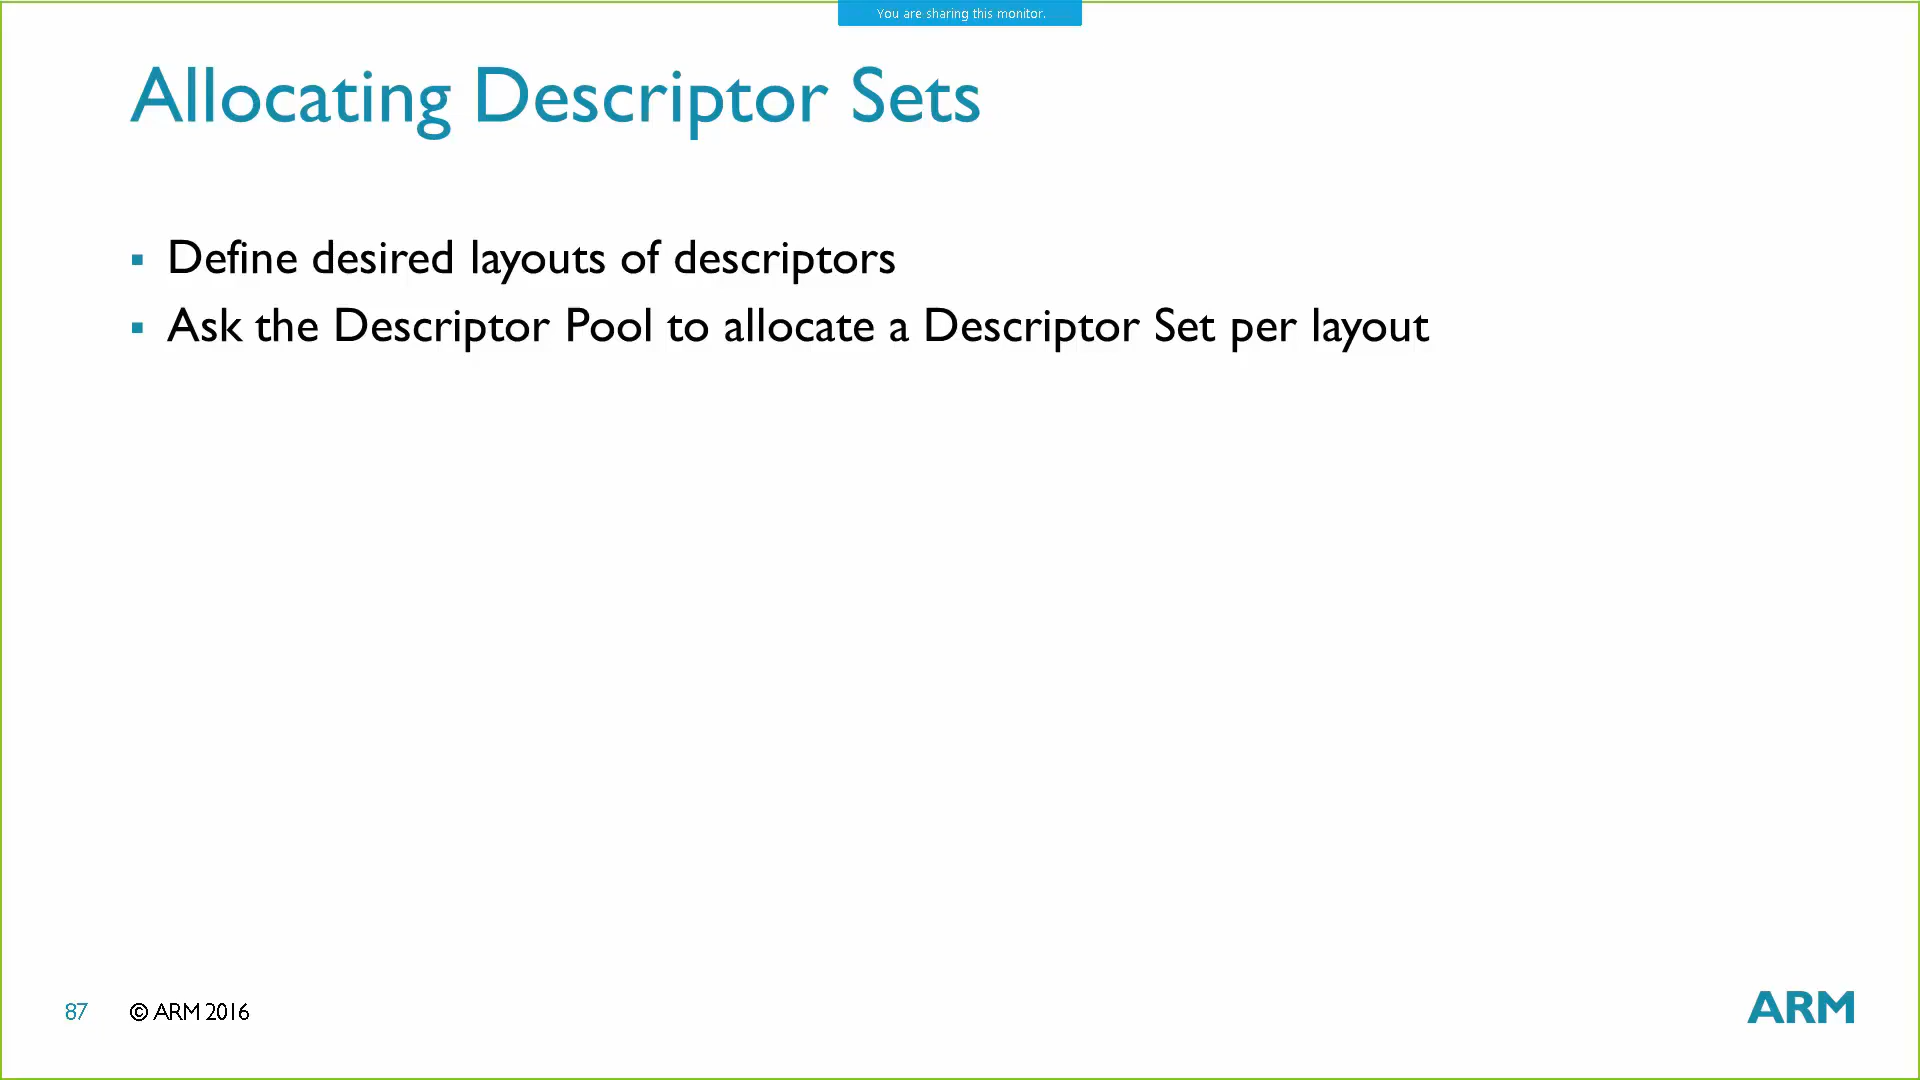 You are sharing this monitor.
Allocating Descriptor Sets
▪ Define desired layouts of descriptors
▪ Ask the Descriptor Pool to allocate a Descriptor Set per layout
87 © ARM 2016
ARM